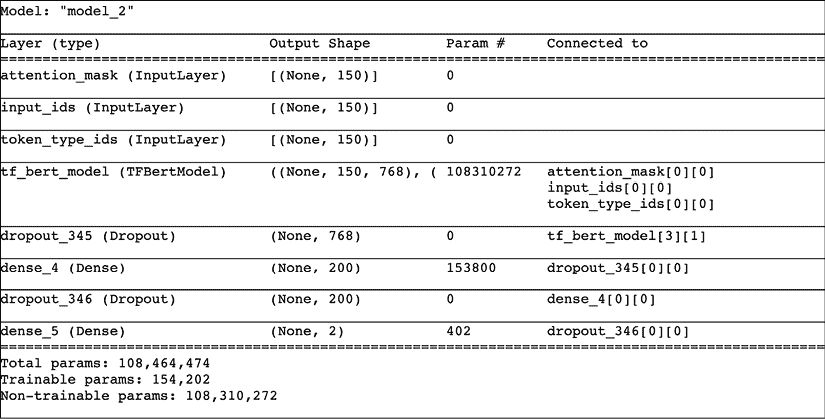 Model: "model_2"
Layer (type) Output Shape Param # Connected to
==================================================================================================
attention_mask (InputLayer) [(None, 150)] 0
input_ids (InputLayer) [(None, 150)] 0
token_type_ids (InputLayer) [(None, 150)] 0
tf_bert_model (TFBertModel) ((None, 150, 768), ( 108310272 attention_mask[0][0]
input_ids[0][0]
token_type_ids[0][0]
dropout_345 (Dropout) (None, 768) 0 tf_bert_model[3][1]
dense_4 (Dense) (None, 200) 153800 dropout_345[0][0]
dropout_346 (Dropout) (None, 200) 0 dense_4[0][0]
dense_5 (Dense) (None, 2) 402 dropout_346[0][0]
==================================================================================================
Total params: 108,464,474
Trainable params: 154,202
Non-trainable params: 108,310,272